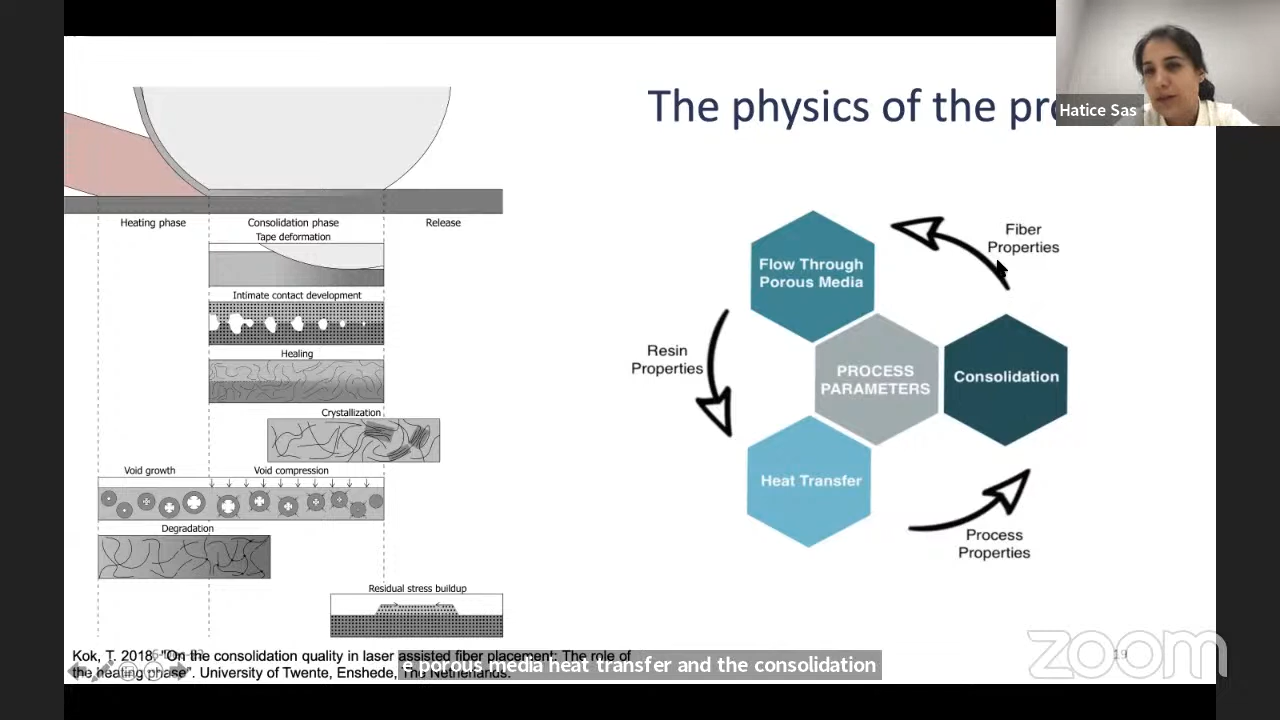 The physics of the pro
Hatice Sas
Heating phase
Consolidation phase
Release
Tape deformation
Intimate contact development
Healing
Crystallization
Void growth
Void compression
Degradation
Residual stress buildup
Fiber
Properties
Flow Through
Porous Media
Resin
Properties
PROCESS
PARAMETERS
Consolidation
Heat Transfer
Process
Properties
Kok, T. 2018. "On the consolidation quality in laser assisted fiber placement: The role of
the heating phase". University of Twente, Enshede, The Netherlands.
e porous media heat transfer and the consolidation
zoom
19